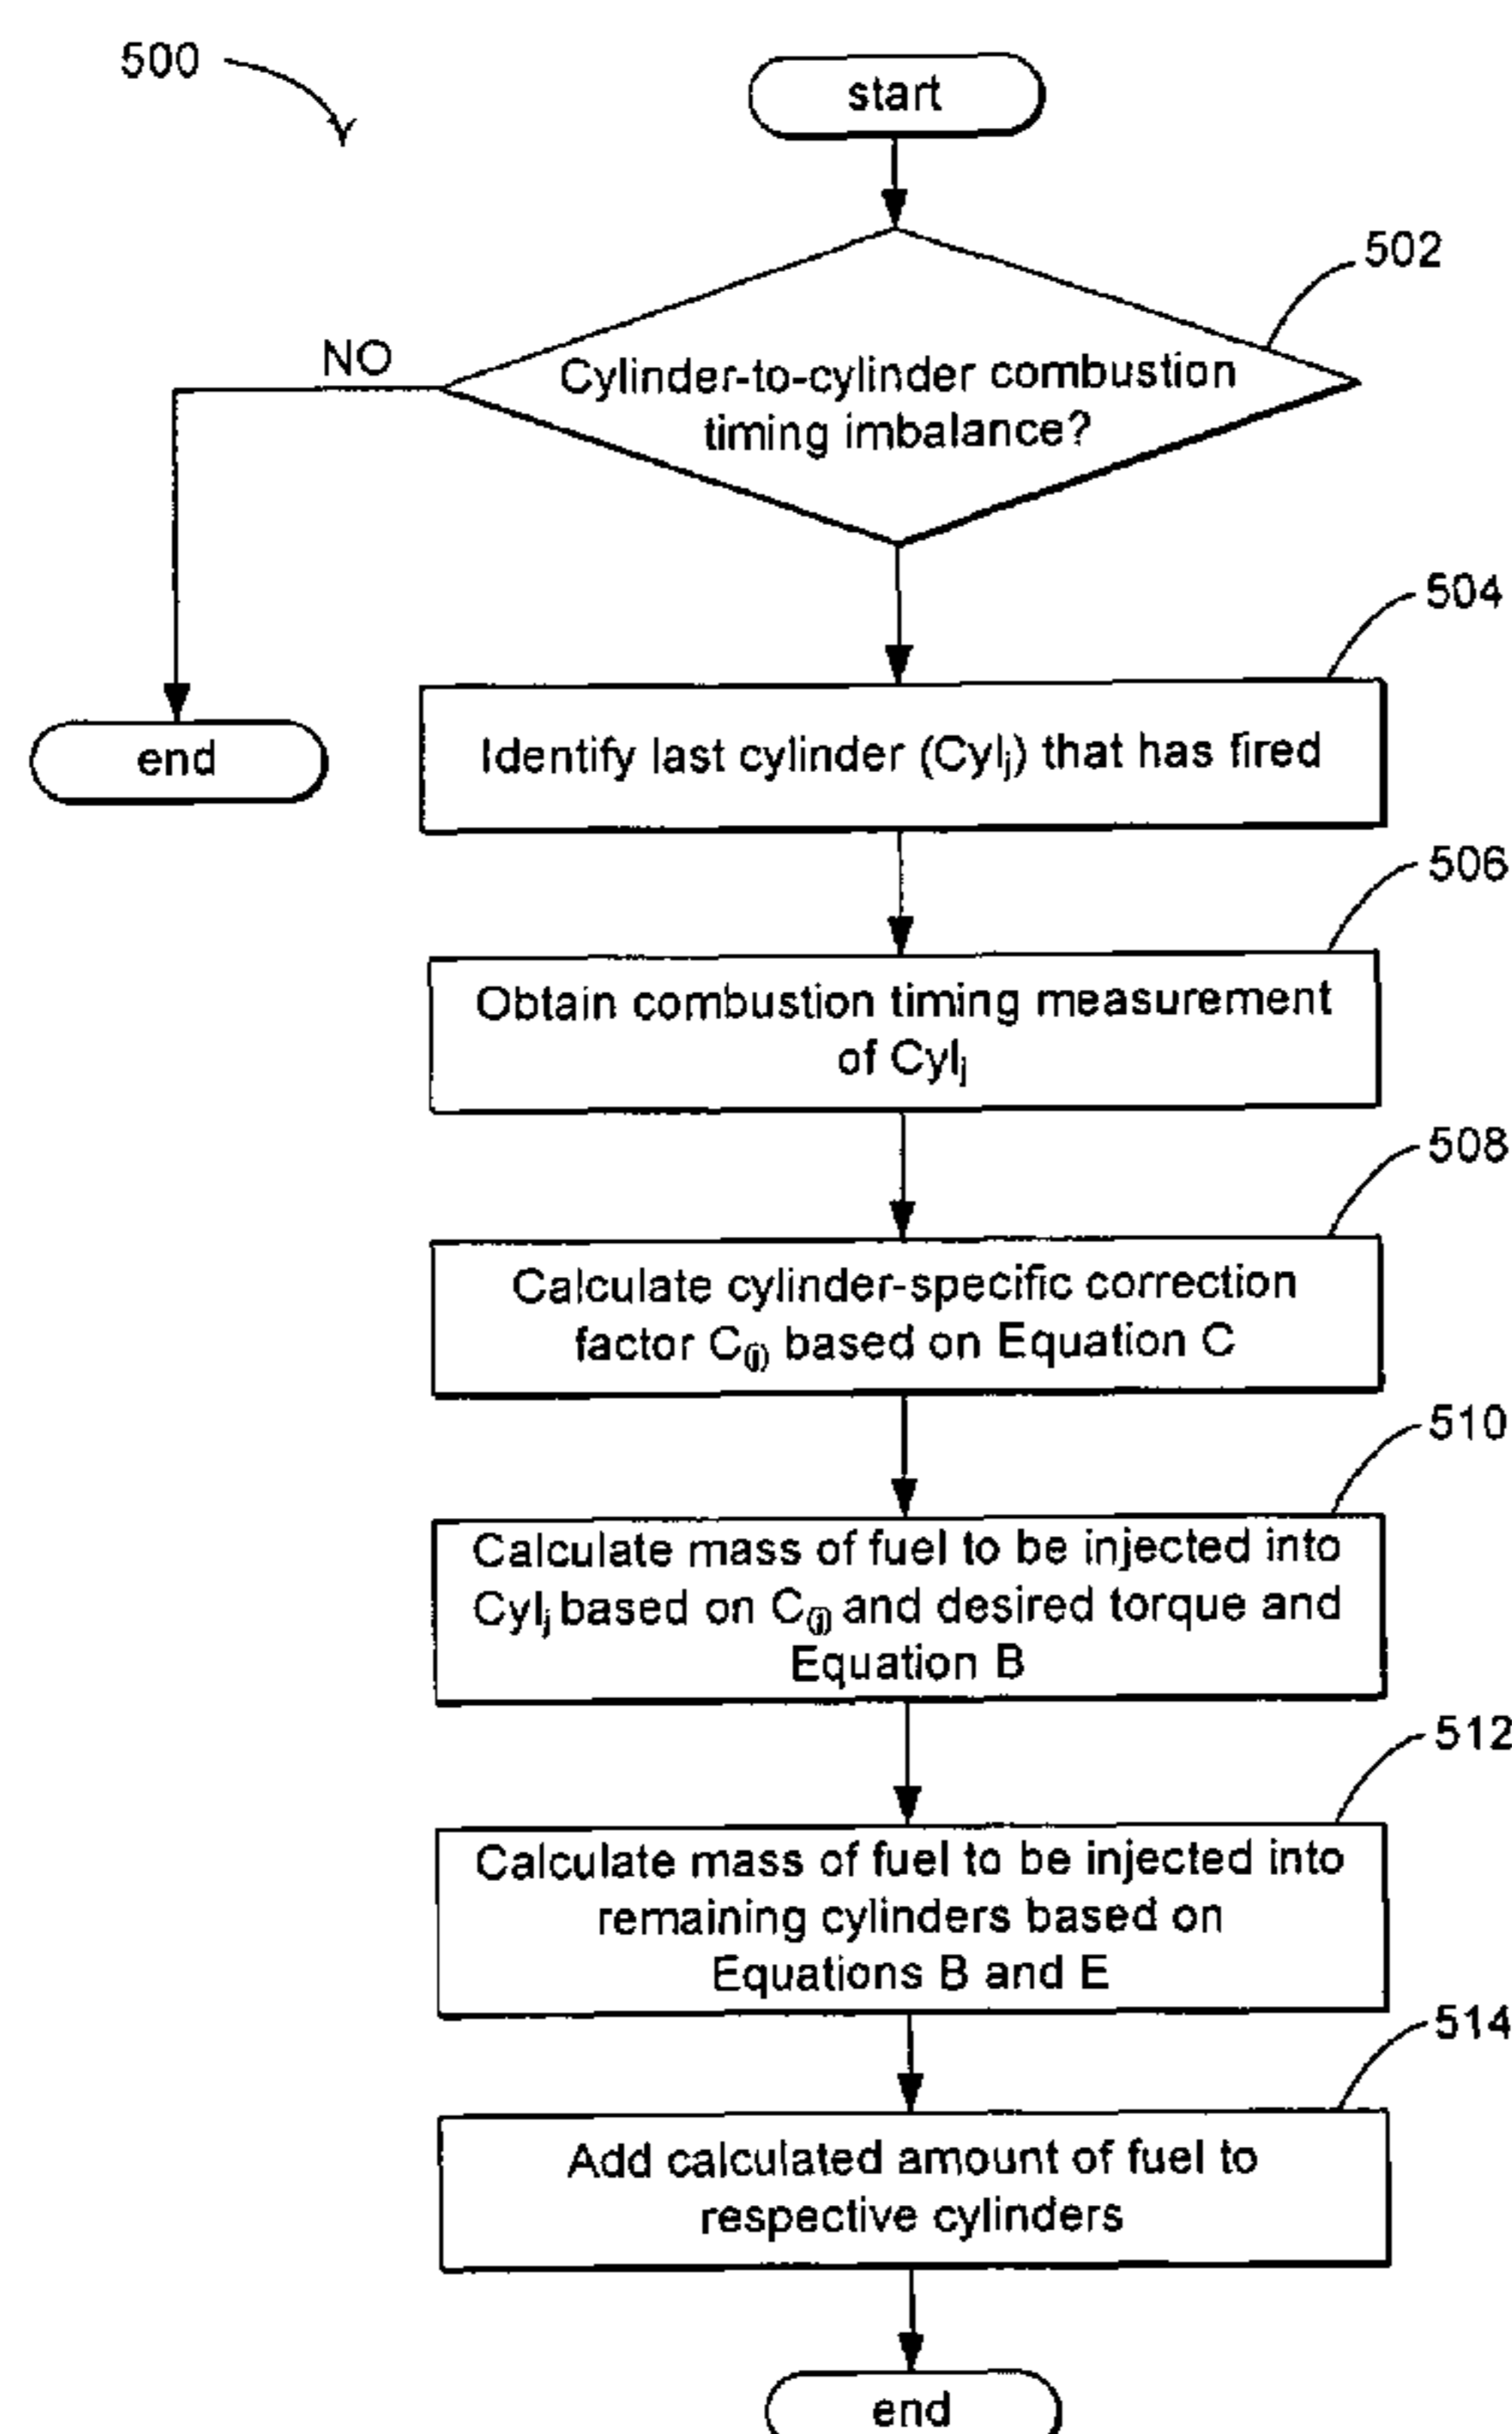 500
start
502
NO
Cylinder-to-cylinder combustion
timing imbalance?
504
end
Identify last cylinder (Cylj) that has fired
506
Obtain combustion timing measurement
of Cylj
508
Calculate cylinder-specific correction
factor C(j) based on Equation C
510
Calculate mass of fuel to be injected into
Cylj based on C(j) and desired torque and
Equation B
512
Calculate mass of fuel to be injected into
remaining cylinders based on
Equations B and E
514
Add calculated amount of fuel to
respective cylinders
end